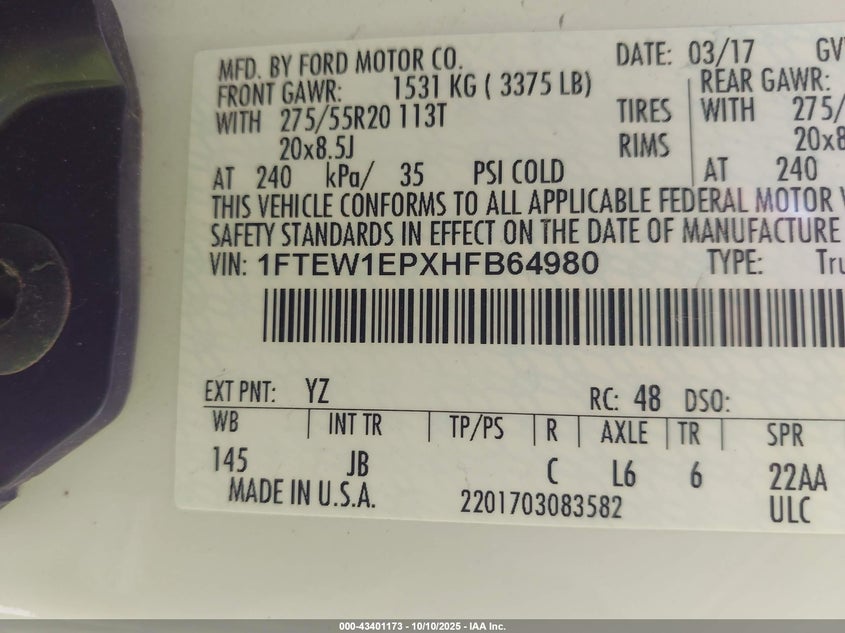 MFD. BY FORD MOTOR CO. DATE: 03/17
FRONT GAWR: 1531 KG ( 3375 LB) REAR GAWR:
WITH 275/55R20 113T TIRES WITH
20x8.5J RIMS
AT 240 kPa/ 35 PSI COLD AT 240
THIS VEHICLE CONFORMS TO ALL APPLICABLE FEDERAL MOTOR
SAFETY STANDARDS IN EFFECT ON THE DATE OF MANUFACTURE
VIN: 1FTEW1EPXHFB64980 TYPE:
EXT PNT: YZ RC: 48 DSO:
WB INT TR TP/PS R AXLE TR SPR
145 JB C L6 6 22AA
MADE IN U.S.A. 2201703083582 ULC
000-43401173 - 10/10/2025 - IAA Inc.